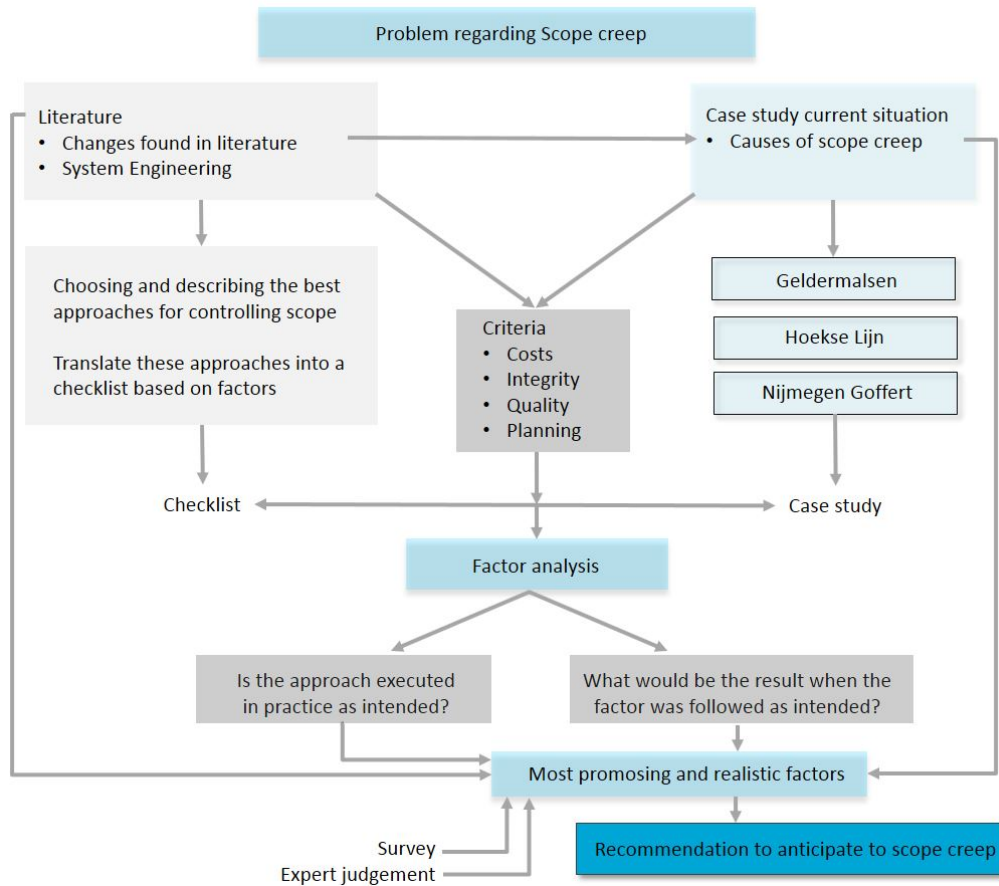 Problem regarding Scope creep
Literature
• Changes found in literature
• System Engineering
Case study current situation
• Causes of scope creep
Choosing and describing the best
approaches for controlling scope
Translate these approaches into a
checklist based on factors
Criteria
• Costs
• Integrity
• Quality
• Planning
Geldermalsen
Hoekse Lijn
Nijmegen Goffert
Checklist
Case study
Factor analysis
Is the approach executed
in practice as intended?
What would be the result when the
factor was followed as intended?
Most promosing and realistic factors
Survey
Expert judgement
Recommendation to anticipate to scope creep